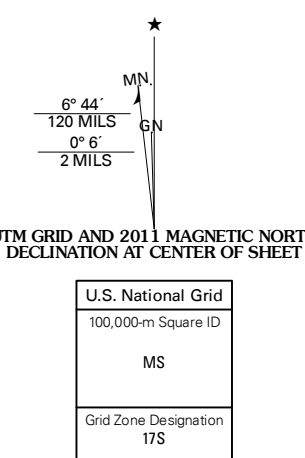 ★
MN.
6° 44´
120 MILS
GN
0° 6´
2 MILS
UTM GRID AND 2011 MAGNETIC NORT
DECLINATION AT CENTER OF SHEET
U.S. National Grid
100,000-m Square ID
MS
Grid Zone Designation
17S